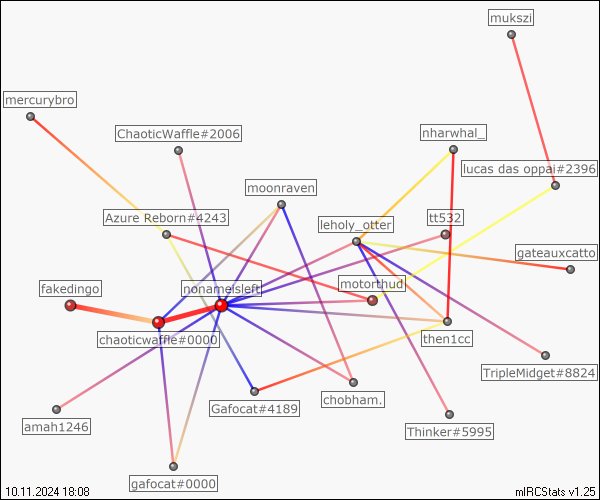 mukszi
mercurybro
ChaoticWaffle#2006
nharwhal_
lucas das oppai#2396
moonraven
Azure Reborn#4243
leholy_otter
tt532
gateauxcatto
fakedingo
nonameisleft
motorthud
chaoticwaffle#0000
then1cc
TripleMidget#8824
amah1246
Gafocat#4189
chobham.
Thinker#5995
gafocat#0000
10.11.2024 18:08
mIRCStats v1.25